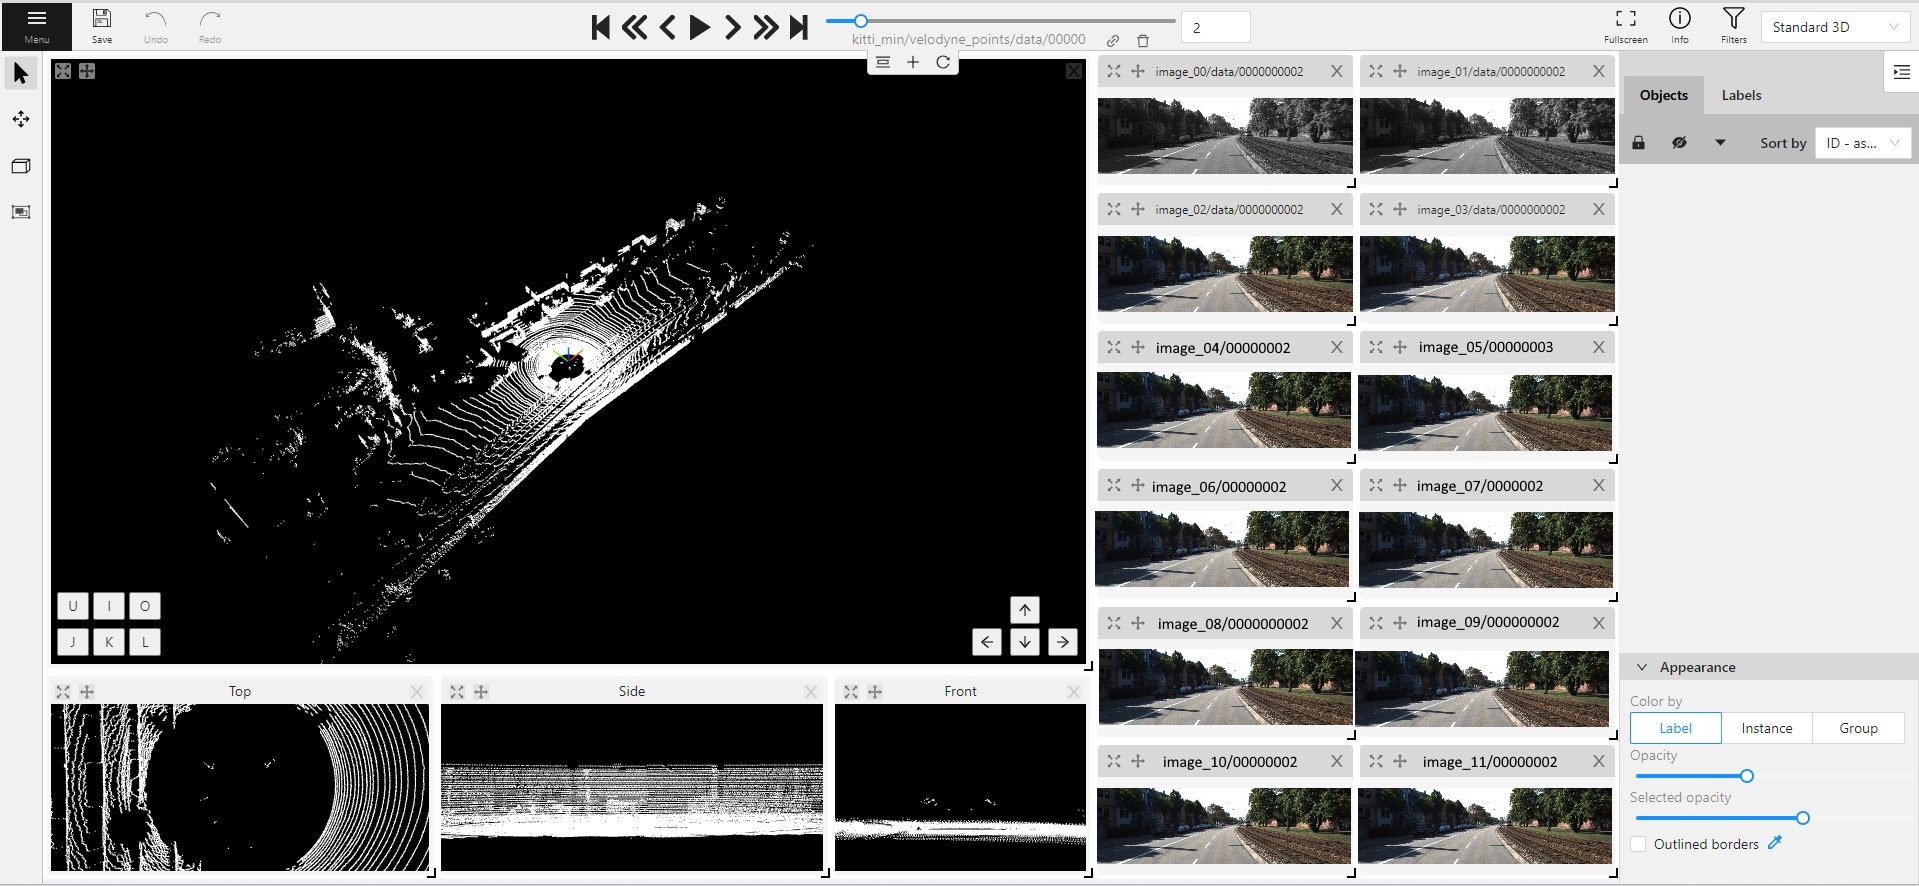 Menu
Save
Undo
Redo
kitti_min/velodyne_points/data/00000
2
Fullscreen
Info
Filters
Standard 3D
image_00/data/0000000002
image_01/data/0000000002
image_02/data/0000000002
image_03/data/0000000002
image_04/00000002
image_05/00000003
image_06/00000002
image_07/0000002
image_08/0000000002
image_09/000000002
image_10/00000002
image_11/00000002
U I O
J K L
Top
Side
Front
Objects
Labels
Sort by
ID - as...
Appearance
Color by
Label
Instance
Group
Opacity
Selected opacity
Outlined borders